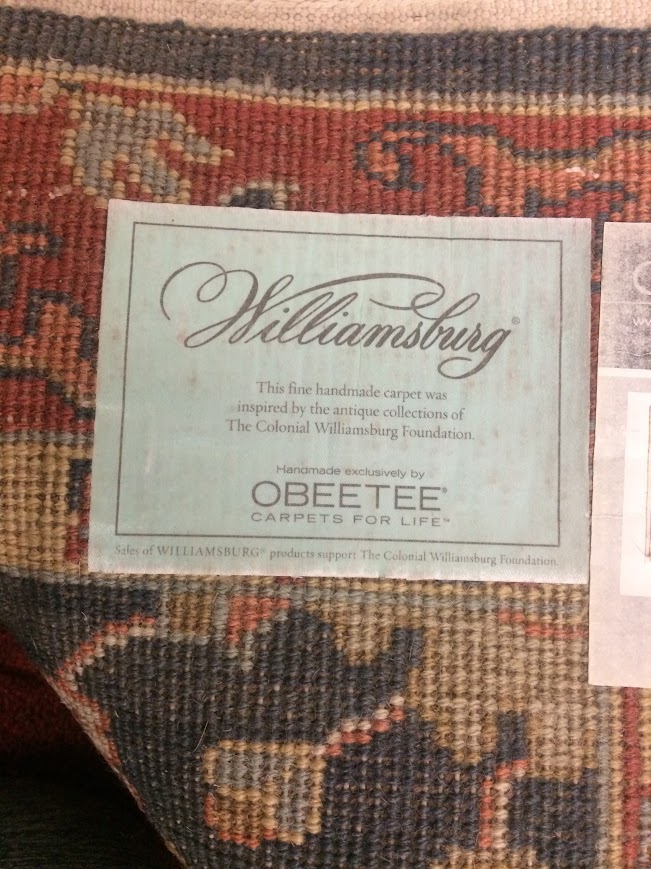 Williamsburg®
This fine handmade carpet was
inspired by the antique collections of
The Colonial Williamsburg Foundation.
Handmade exclusively by
OBEETEE®
CARPETS FOR LIFE™
Sales of WILLIAMSBURG® products support The Colonial Williamsburg Foundation.